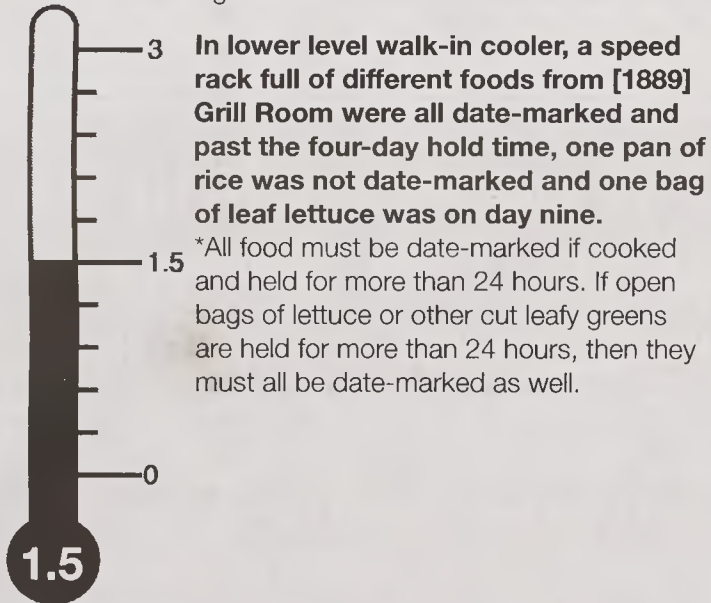 3
In lower level walk-in cooler, a speed
rack full of different foods from [1889]
Grill Room were all date-marked and
past the four-day hold time, one pan of
rice was not date-marked and one bag
of leaf lettuce was on day nine.
1.5
*All food must be date-marked if cooked
and held for more than 24 hours. If open
bags of lettuce or other cut leafy greens
are held for more than 24 hours, then they
must all be date-marked as well.
0
1.5